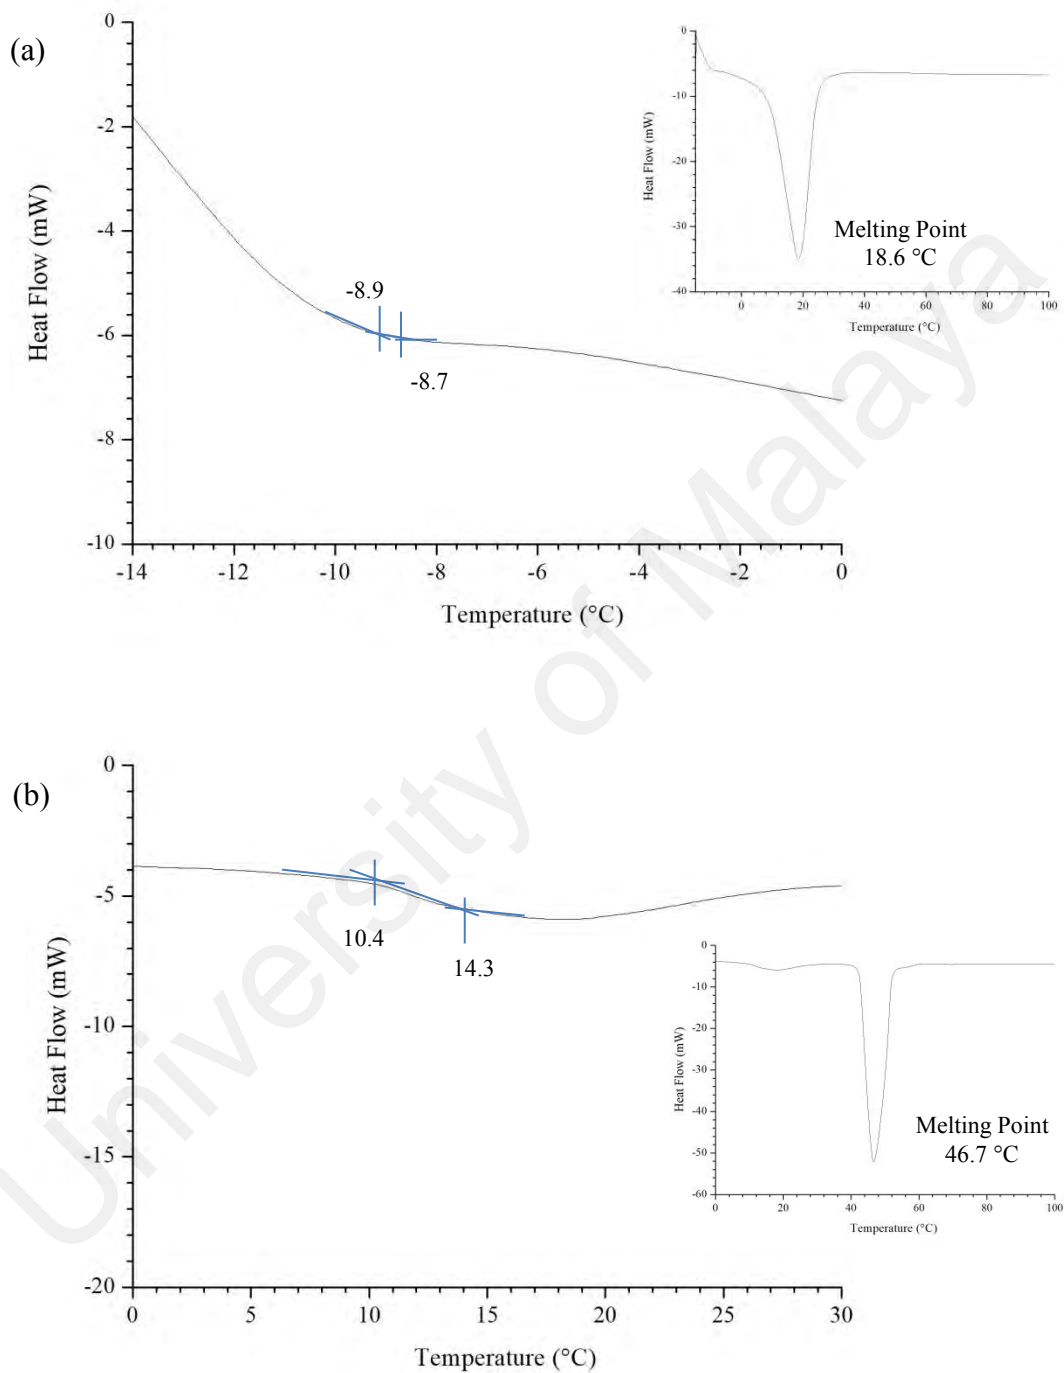 (a)
0
-2
-4
-6
-8
-10
Heat Flow (mW)
-14 -12 -10 -8 -6 -4 -2 0
Temperature (°C)
-8.9
-8.7
0
-10
-20
-30
-40
Heat Flow (mW)
0 20 40 60 80 100
Temperature (°C)
Melting Point
18.6 °C
(b)
0
-5
-10
-15
-20
Heat Flow (mW)
0 5 10 15 20 25 30
Temperature (°C)
10.4
14.3
0
-10
-20
-30
-40
-50
-60
Heat Flow (mW)
0 20 40 60 80 100
Temperature (°C)
Melting Point
46.7 °C
University of Malaya